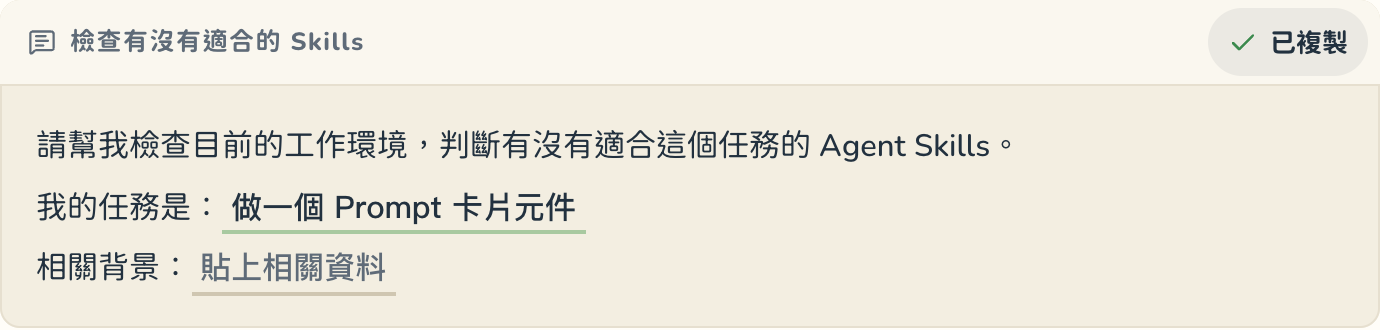 檢查有沒有適合的 Skills
已複製
請幫我檢查目前的工作環境，判斷有沒有適合這個任務的 Agent Skills。
我的任務是：做一個 Prompt 卡片元件
相關背景：貼上相關資料